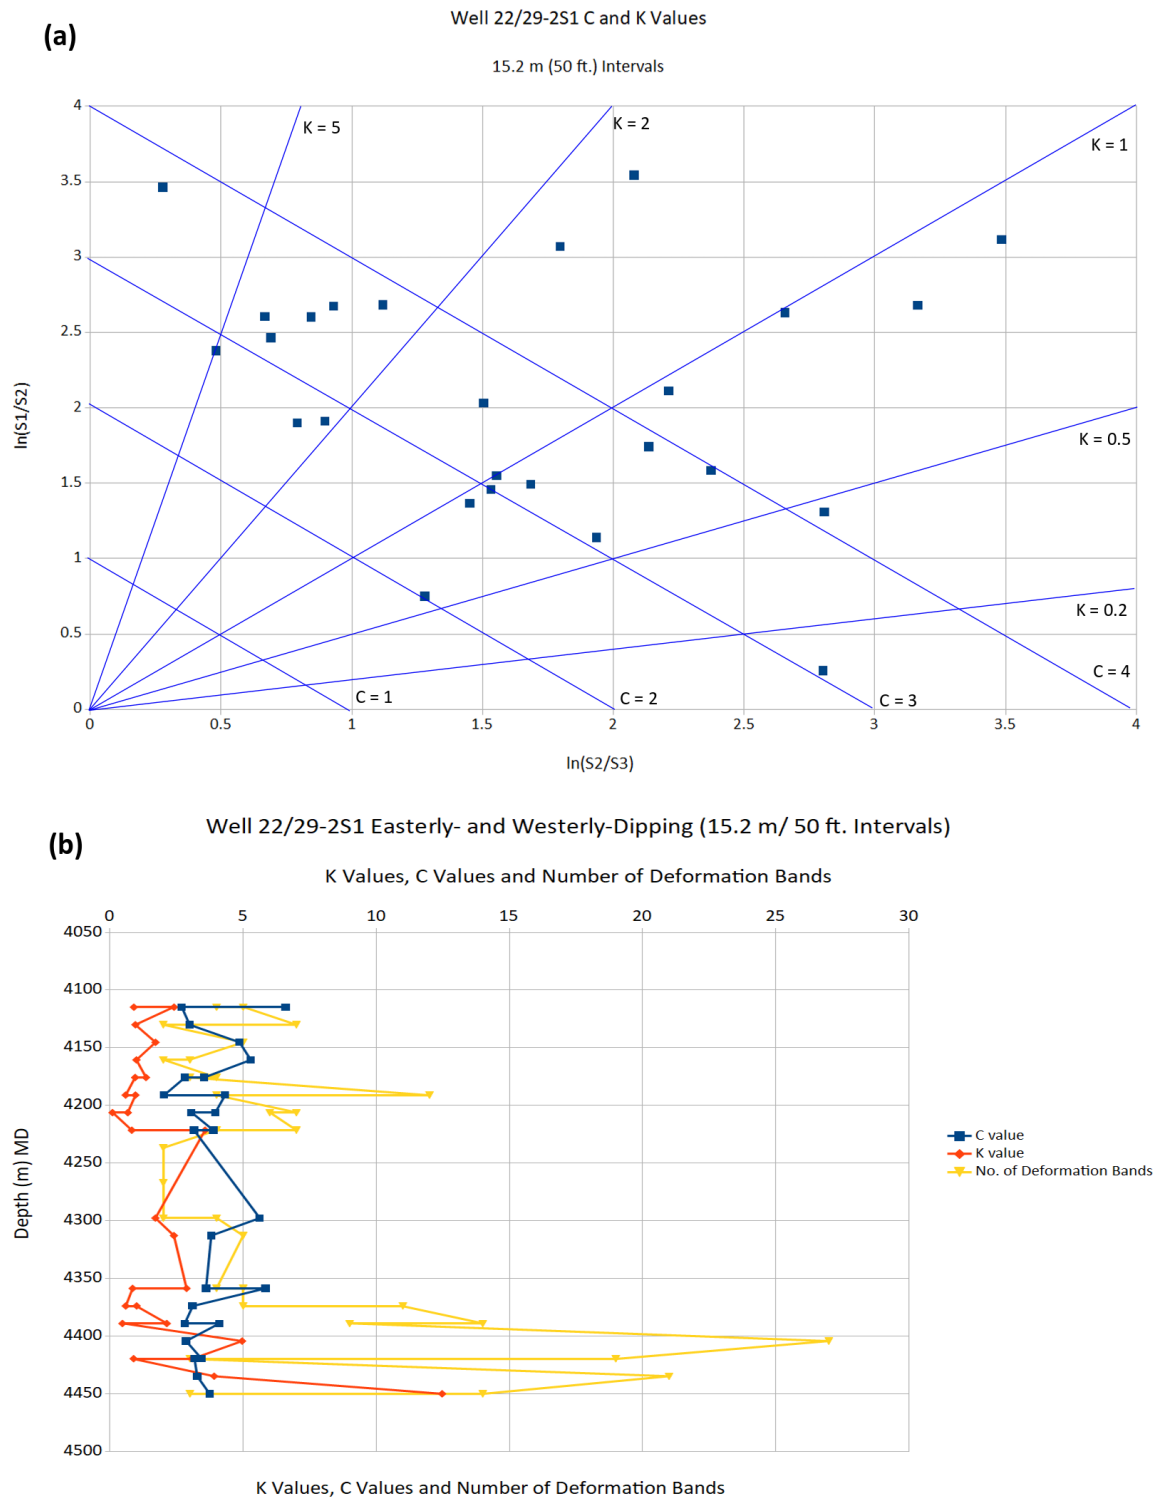 (a)
Well 22/29-2S1 C and K Values
15.2 m (50 ft.) Intervals
4
3.5
3
2.5
2
1.5
1
0.5
0
ln(S1/S2)
K = 5
K = 2
K = 1
K = 0.5
K = 0.2
C = 1
C = 2
C = 3
C = 4
0 0.5 1 1.5 2 2.5 3 3.5 4
ln(S2/S3)
(b)
Well 22/29-2S1 Easterly- and Westerly-Dipping (15.2 m/ 50 ft. Intervals)
K Values, C Values and Number of Deformation Bands
0 5 10 15 20 25 30
4050
4100
4150
4200
4250
4300
4350
4400
4450
4500
Depth (m) MD
C value
K value
No. of Deformation Bands
K Values, C Values and Number of Deformation Bands